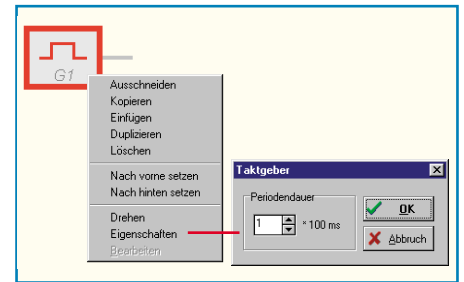 G1
Ausschneiden
Kopieren
Einfügen
Duplizieren
Löschen
Nach vorne setzen
Nach hinten setzen
Drehen
Eigenschaften
Bearbeiten
Taktgeber
Periodendauer
1 * 100 ms
OK
Abbruch